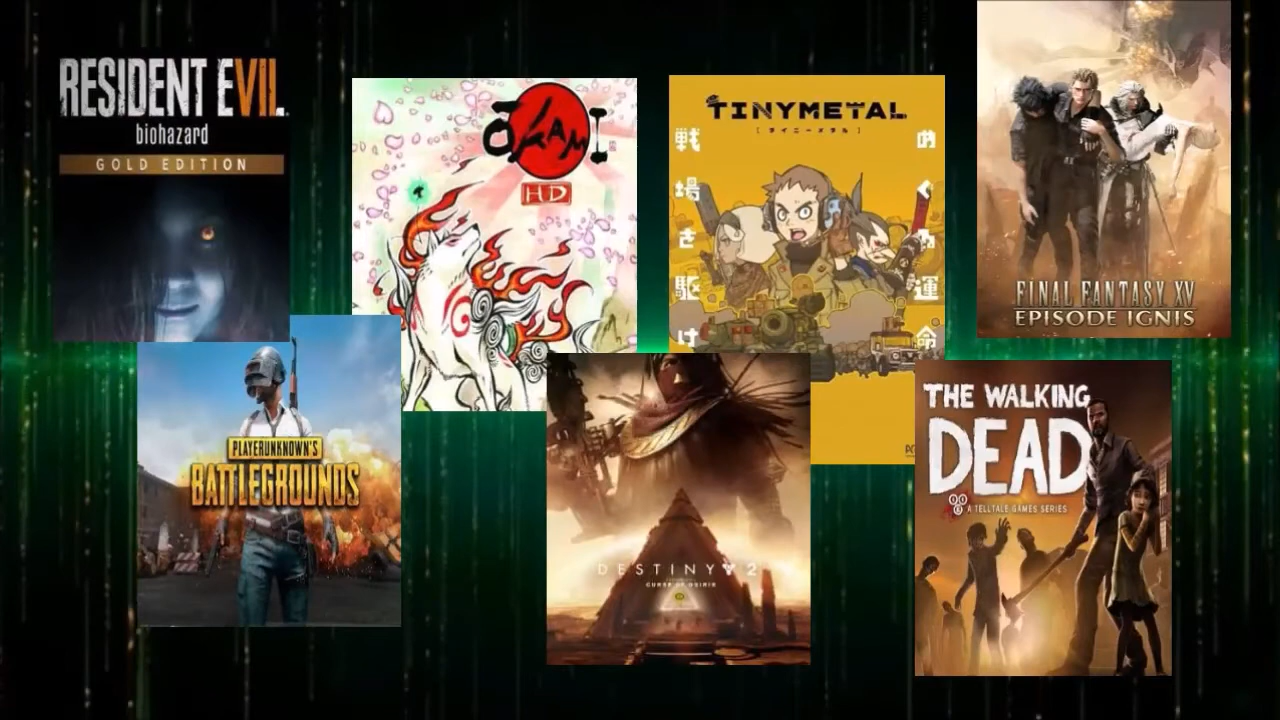 RESIDENT EVII.
biohazard
GOLD EDITION
ŌKAMI
HD
TINYMETAL
[タイニーメタル]
戦場を駆け
めぐる運命
FINAL FANTASY XV
EPISODE IGNIS
PLAYERUNKNOWN'S
BATTLEGROUNDS
DESTINY 2
CURSE OF OSIRIS
THE WALKING
DEAD
A TELLTALE GAMES SERIES